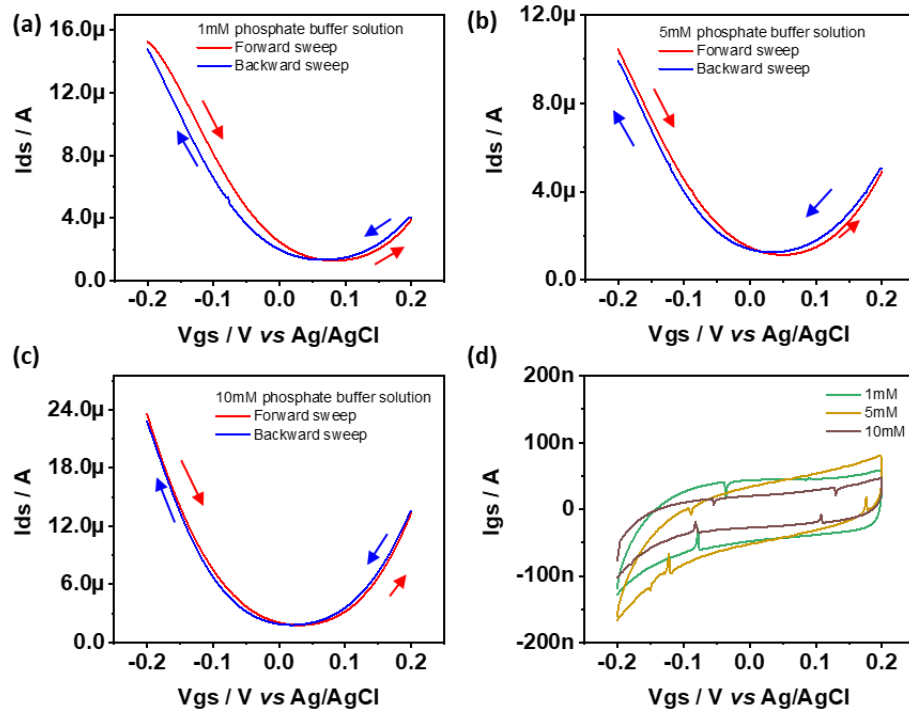 (a)
1mM phosphate buffer solution
Forward sweep
Backward sweep
16.0µ
12.0µ
8.0µ
4.0µ
0.0
Ids / A
-0.2 -0.1 0.0 0.1 0.2
Vgs / V vs Ag/AgCl
(b)
5mM phosphate buffer solution
Forward sweep
Backward sweep
12.0µ
8.0µ
4.0µ
0.0
Ids / A
-0.2 -0.1 0.0 0.1 0.2
Vgs / V vs Ag/AgCl
(c)
10mM phosphate buffer solution
Forward sweep
Backward sweep
24.0µ
18.0µ
12.0µ
6.0µ
0.0
Ids / A
-0.2 -0.1 0.0 0.1 0.2
Vgs / V vs Ag/AgCl
(d)
1mM
5mM
10mM
200n
100n
0
-100n
-200n
Igs / A
-0.2 -0.1 0.0 0.1 0.2
Vgs / V vs Ag/AgCl